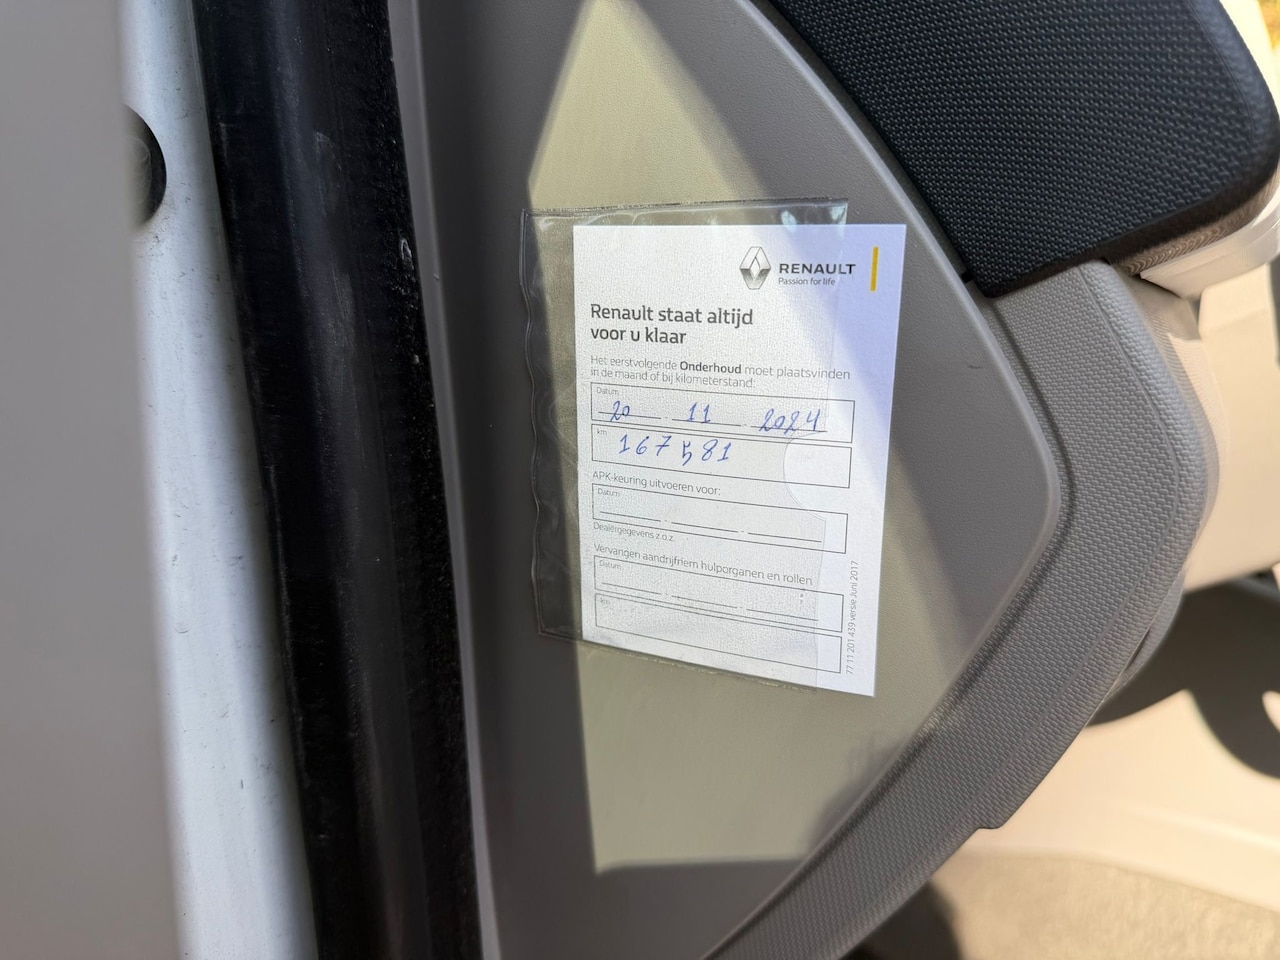 RENAULT
Passion for life
Renault staat altijd
voor u klaar
Het eerstvolgende Onderhoud moet plaatsvinden
in de maand of bij kilometerstand:
Datum
20 - 11 - 2024
km
167581
APK-keuring uitvoeren voor:
Datum
Dealergegevens z.o.z.
Vervangen aandrijfriem hulporganen en rollen
Datum
km
77 11 201 439 versie Juni 2017